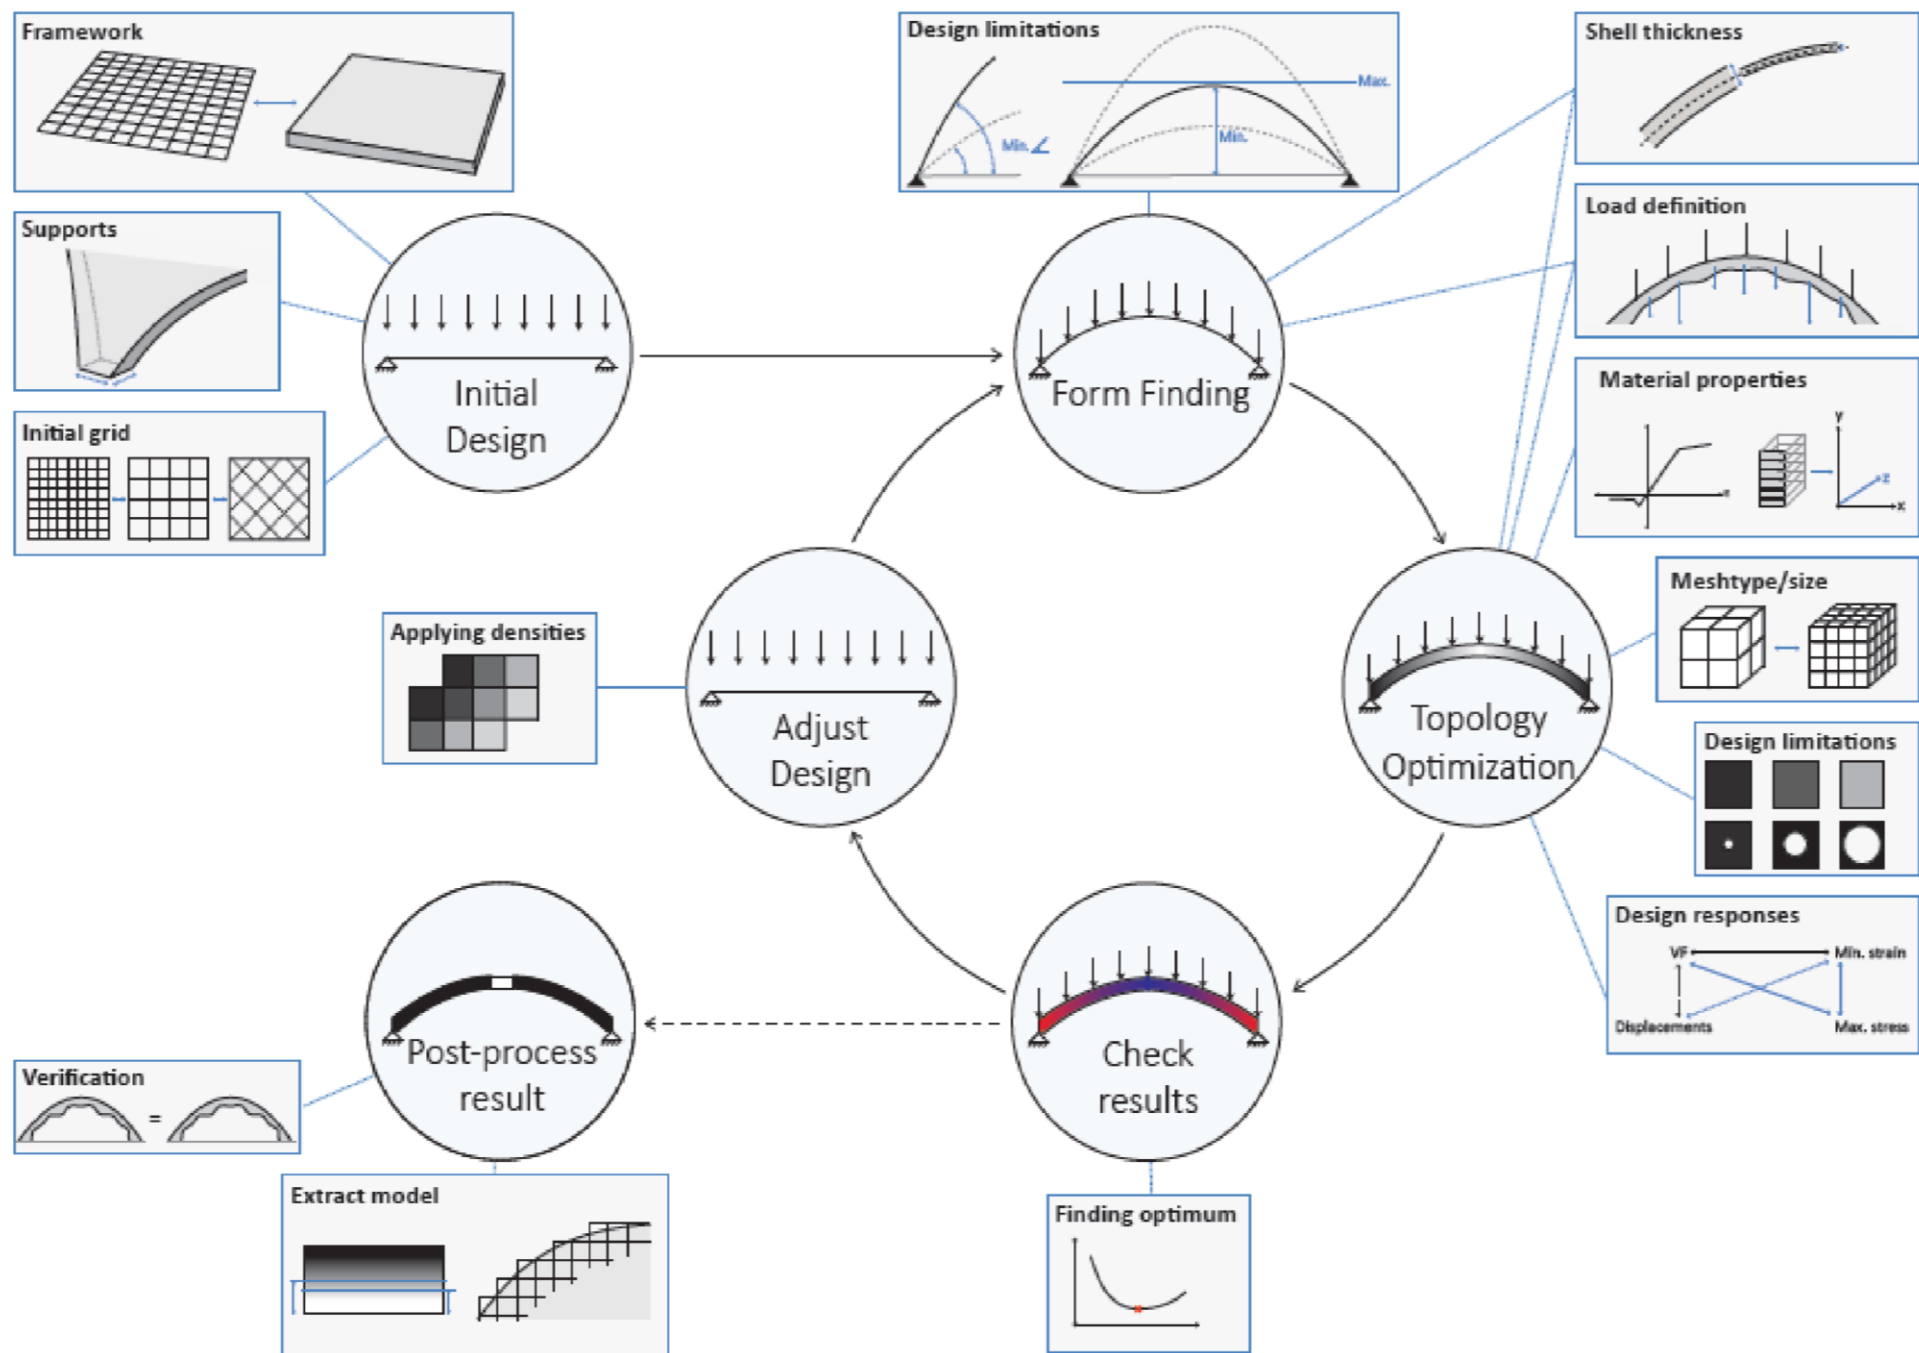 Framework
Design limitations
Max.
Min.
Min.
Shell thickness
Supports
Load definition
Initial
Design
Form Finding
Material properties
y
z
x
Initial grid
Meshtype/size
Applying densities
Adjust
Design
Topology
Optimization
Design limitations
Design responses
VF
Min. strain
Displacements
Max. stress
Post-process
result
Check
results
Verification
=
Extract model
Finding optimum